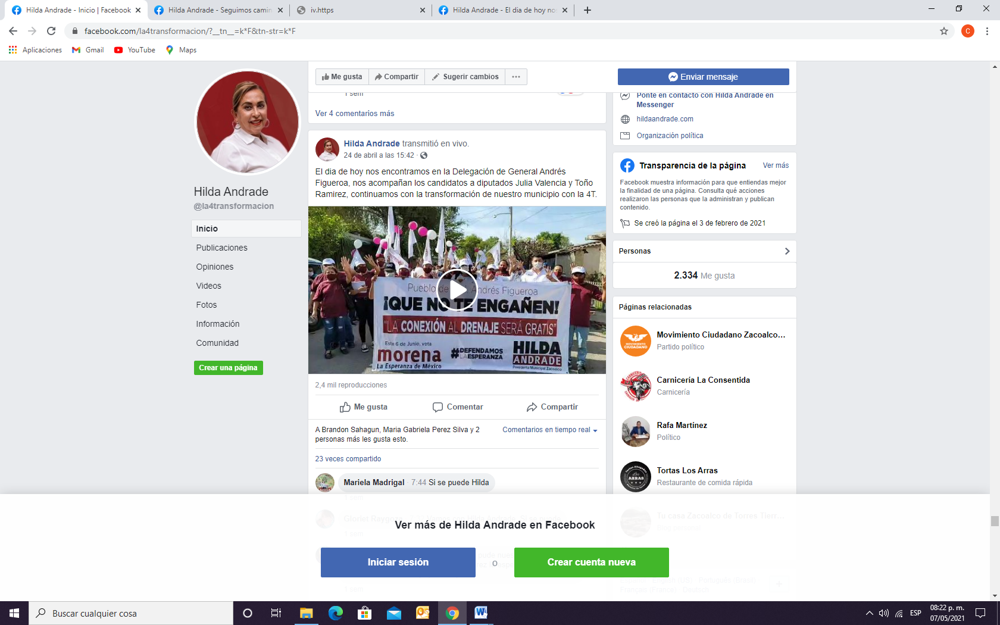 Hilda Andrade - Inicio | Facebook
Hilda Andrade - Seguimos camin
iv.https
Hilda Andrade - El dia de hoy no
facebook.com/la4transformacion/?__tn__=k*F&tn-str=k*F
C
Aplicaciones
Gmail
YouTube
Maps
Me gusta
Compartir
Sugerir cambios
Enviar mensaje
1 sem
Ver 4 comentarios más
Ponte en contacto con Hilda Andrade en
Messenger
hildaandrade.com
Organización política
Hilda Andrade
@la4transformacion
Inicio
Publicaciones
Opiniones
Videos
Fotos
Información
Comunidad
Crear una página
Hilda Andrade transmitió en vivo.
24 de abril a las 15:42 ·
El dia de hoy nos encontramos en la Delegación de General Andrés
Figueroa, nos acompañan los candidatos a diputados Julia Valencia y Toño
Ramirez, continuamos con la transformación de nuestro municipio con la 4T.
Pueblo de Andrés Figueroa
¡QUE NO TE ENGAÑEN!
"LA CONEXIÓN AL DRENAJE SERÁ GRATIS"
Este 6 de Junio, vota
morena
La Esperanza de México
#DEFENDAMOS
LA ESPERANZA
HILDA
ANDRADE
Presidenta Municipal Zacoalco
2,4 mil reproducciones
Me gusta
Comentar
Compartir
A Brandon Sahagun, Maria Gabriela Perez Silva y 2
personas más les gusta esto.
Comentarios en tiempo real
23 veces compartido
Mariela Madrigal · 7:44 Si se puede Hilda
1 sem
Transparencia de la página
Ver más
Facebook muestra información para que entiendas mejor
la finalidad de una página. Consulta qué acciones
realizaron las personas que la administran y publican
contenido.
Se creó la página el 3 de febrero de 2021
Personas
2.334 Me gusta
Páginas relacionadas
MOVIMIENTO
CIUDADANO
Movimiento Ciudadano Zacoalco...
Partido político
Carnicería La Consentida
Carnicería
Rafa Martínez
Político
ARRAS
Tortas Los Arras
Restaurante de comida rápida
Tu casa Zacoalco de Torres Tierr...
Ver más de Hilda Andrade en Facebook
Iniciar sesión
o
Crear cuenta nueva
1 sem
Português (Brasil)
Français (France) · Deutsch
Buscar cualquier cosa
ESP
08:22 p. m.
07/05/2021